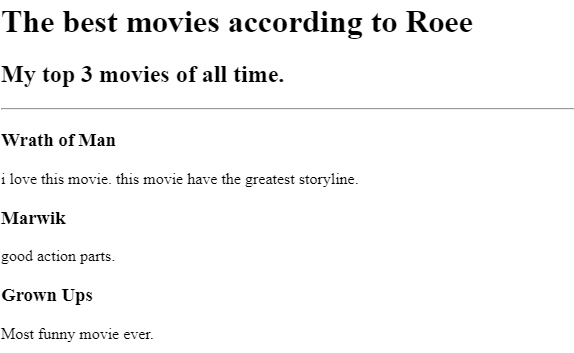 The best movies according to Roee
My top 3 movies of all time.
Wrath of Man
i love this movie. this movie have the greatest storyline.
Marwik
good action parts.
Grown Ups
Most funny movie ever.